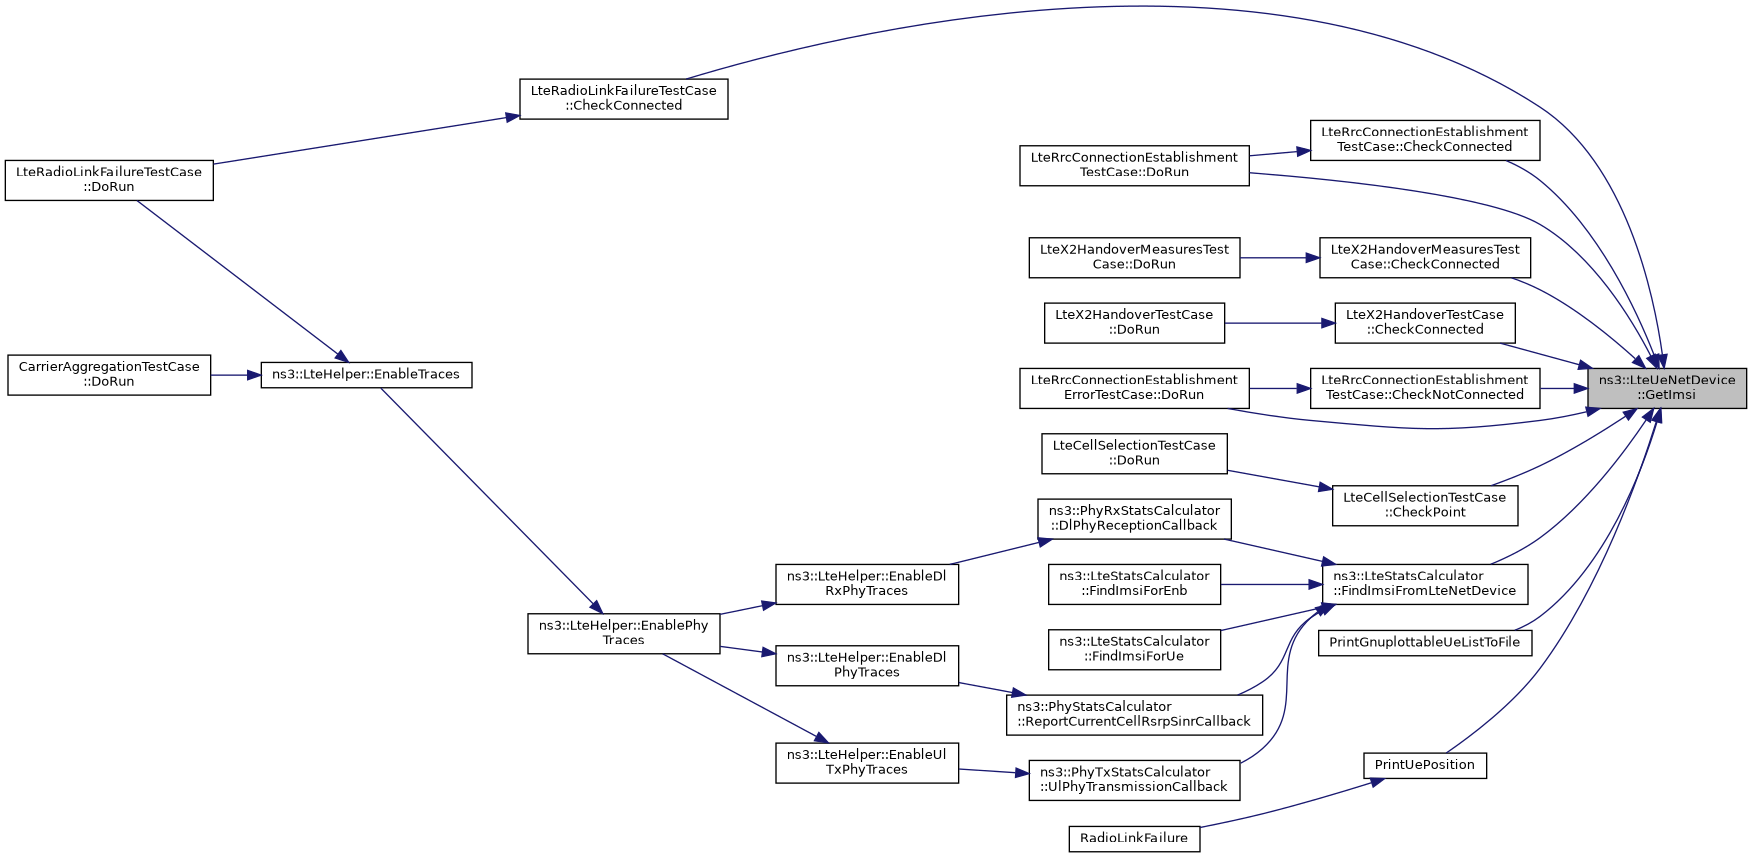 LteRadioLinkFailureTestCase
::CheckConnected
LteRrcConnectionEstablishment
TestCase::CheckConnected
LteRrcConnectionEstablishment
TestCase::DoRun
LteRadioLinkFailureTestCase
::DoRun
LteX2HandoverMeasuresTest
Case::DoRun
LteX2HandoverMeasuresTest
Case::CheckConnected
LteX2HandoverTestCase
::DoRun
LteX2HandoverTestCase
::CheckConnected
CarrierAggregationTestCase
::DoRun
ns3::LteHelper::EnableTraces
LteRrcConnectionEstablishment
ErrorTestCase::DoRun
LteRrcConnectionEstablishment
TestCase::CheckNotConnected
ns3::LteUeNetDevice
::GetImsi
LteCellSelectionTestCase
::DoRun
LteCellSelectionTestCase
::CheckPoint
ns3::PhyRxStatsCalculator
::DlPhyReceptionCallback
ns3::LteHelper::EnableDl
RxPhyTraces
ns3::LteStatsCalculator
::FindImsiForEnb
ns3::LteStatsCalculator
::FindImsiFromLteNetDevice
ns3::LteHelper::EnablePhy
Traces
ns3::LteStatsCalculator
::FindImsiForUe
PrintGnuplottableUeListToFile
ns3::LteHelper::EnableDl
PhyTraces
ns3::PhyStatsCalculator
::ReportCurrentCellRsrpSinrCallback
ns3::LteHelper::EnableUl
TxPhyTraces
ns3::PhyTxStatsCalculator
::UlPhyTransmissionCallback
PrintUePosition
RadioLinkFailure